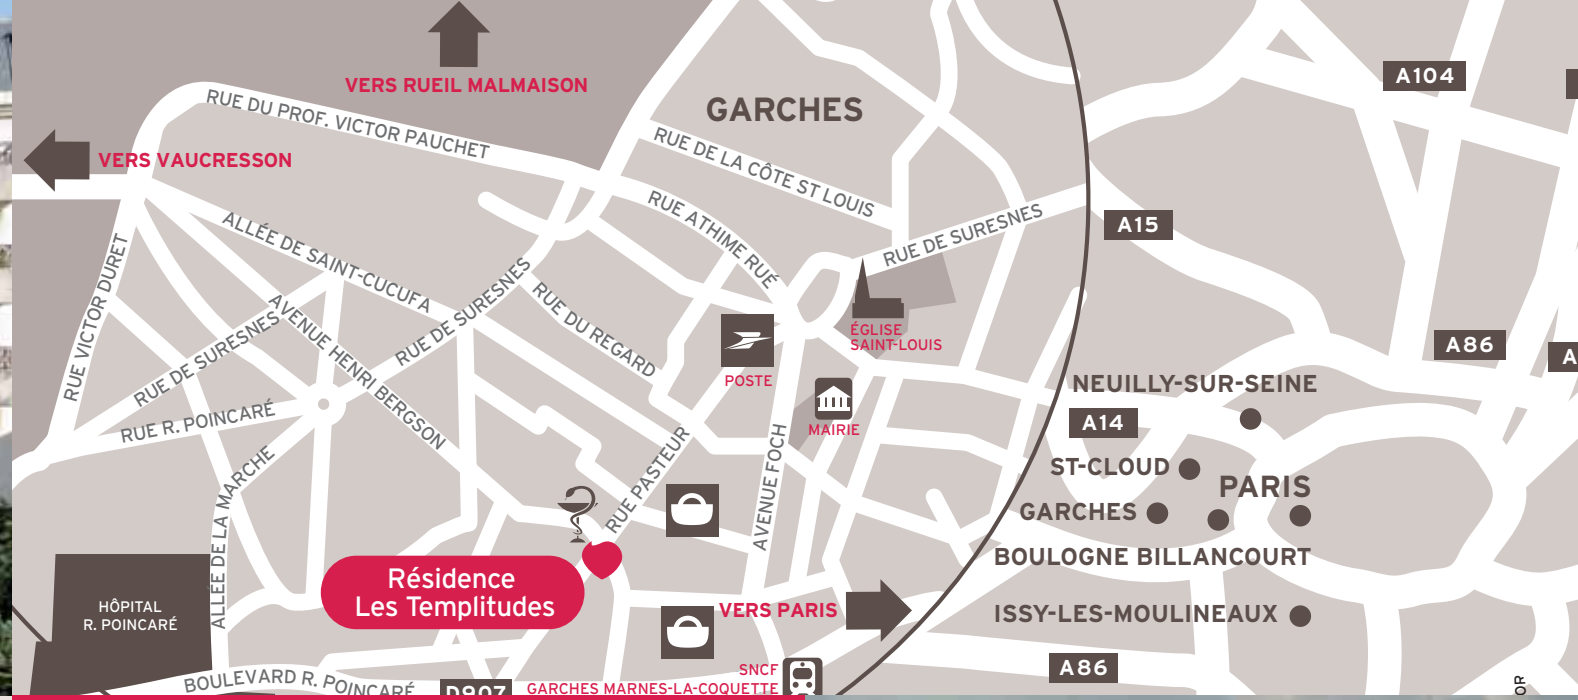 VERS RUEIL MALMAISON
GARCHES
A104
RUE DU PROF. VICTOR PAUCHET
VERS VAUCRESSON
RUE DE LA CÔTE ST LOUIS
RUE ATHIME RUÉ
RUE DE SURESNES
A15
ALLÉE DE SAINT-CUCUFA
RUE VICTOR DURET
AVENUE HENRI BERGSON
RUE DE SURESNES
RUE DE SURESNES
RUE DU REGARD
ÉGLISE
SAINT-LOUIS
POSTE
A86
A
NEUILLY-SUR-SEINE
A14
MAIRIE
RUE R. POINCARÉ
ALLÉE DE LA MARCHE
RUE PASTEUR
AVENUE FOCH
ST-CLOUD
PARIS
GARCHES
BOULOGNE BILLANCOURT
Résidence
Les Templitudes
HÔPITAL
R. POINCARÉ
VERS PARIS
ISSY-LES-MOULINEAUX
A86
SNCF
GARCHES MARNES-LA-COQUETTE
BOULEVARD R. POINCARÉ
D907
OR